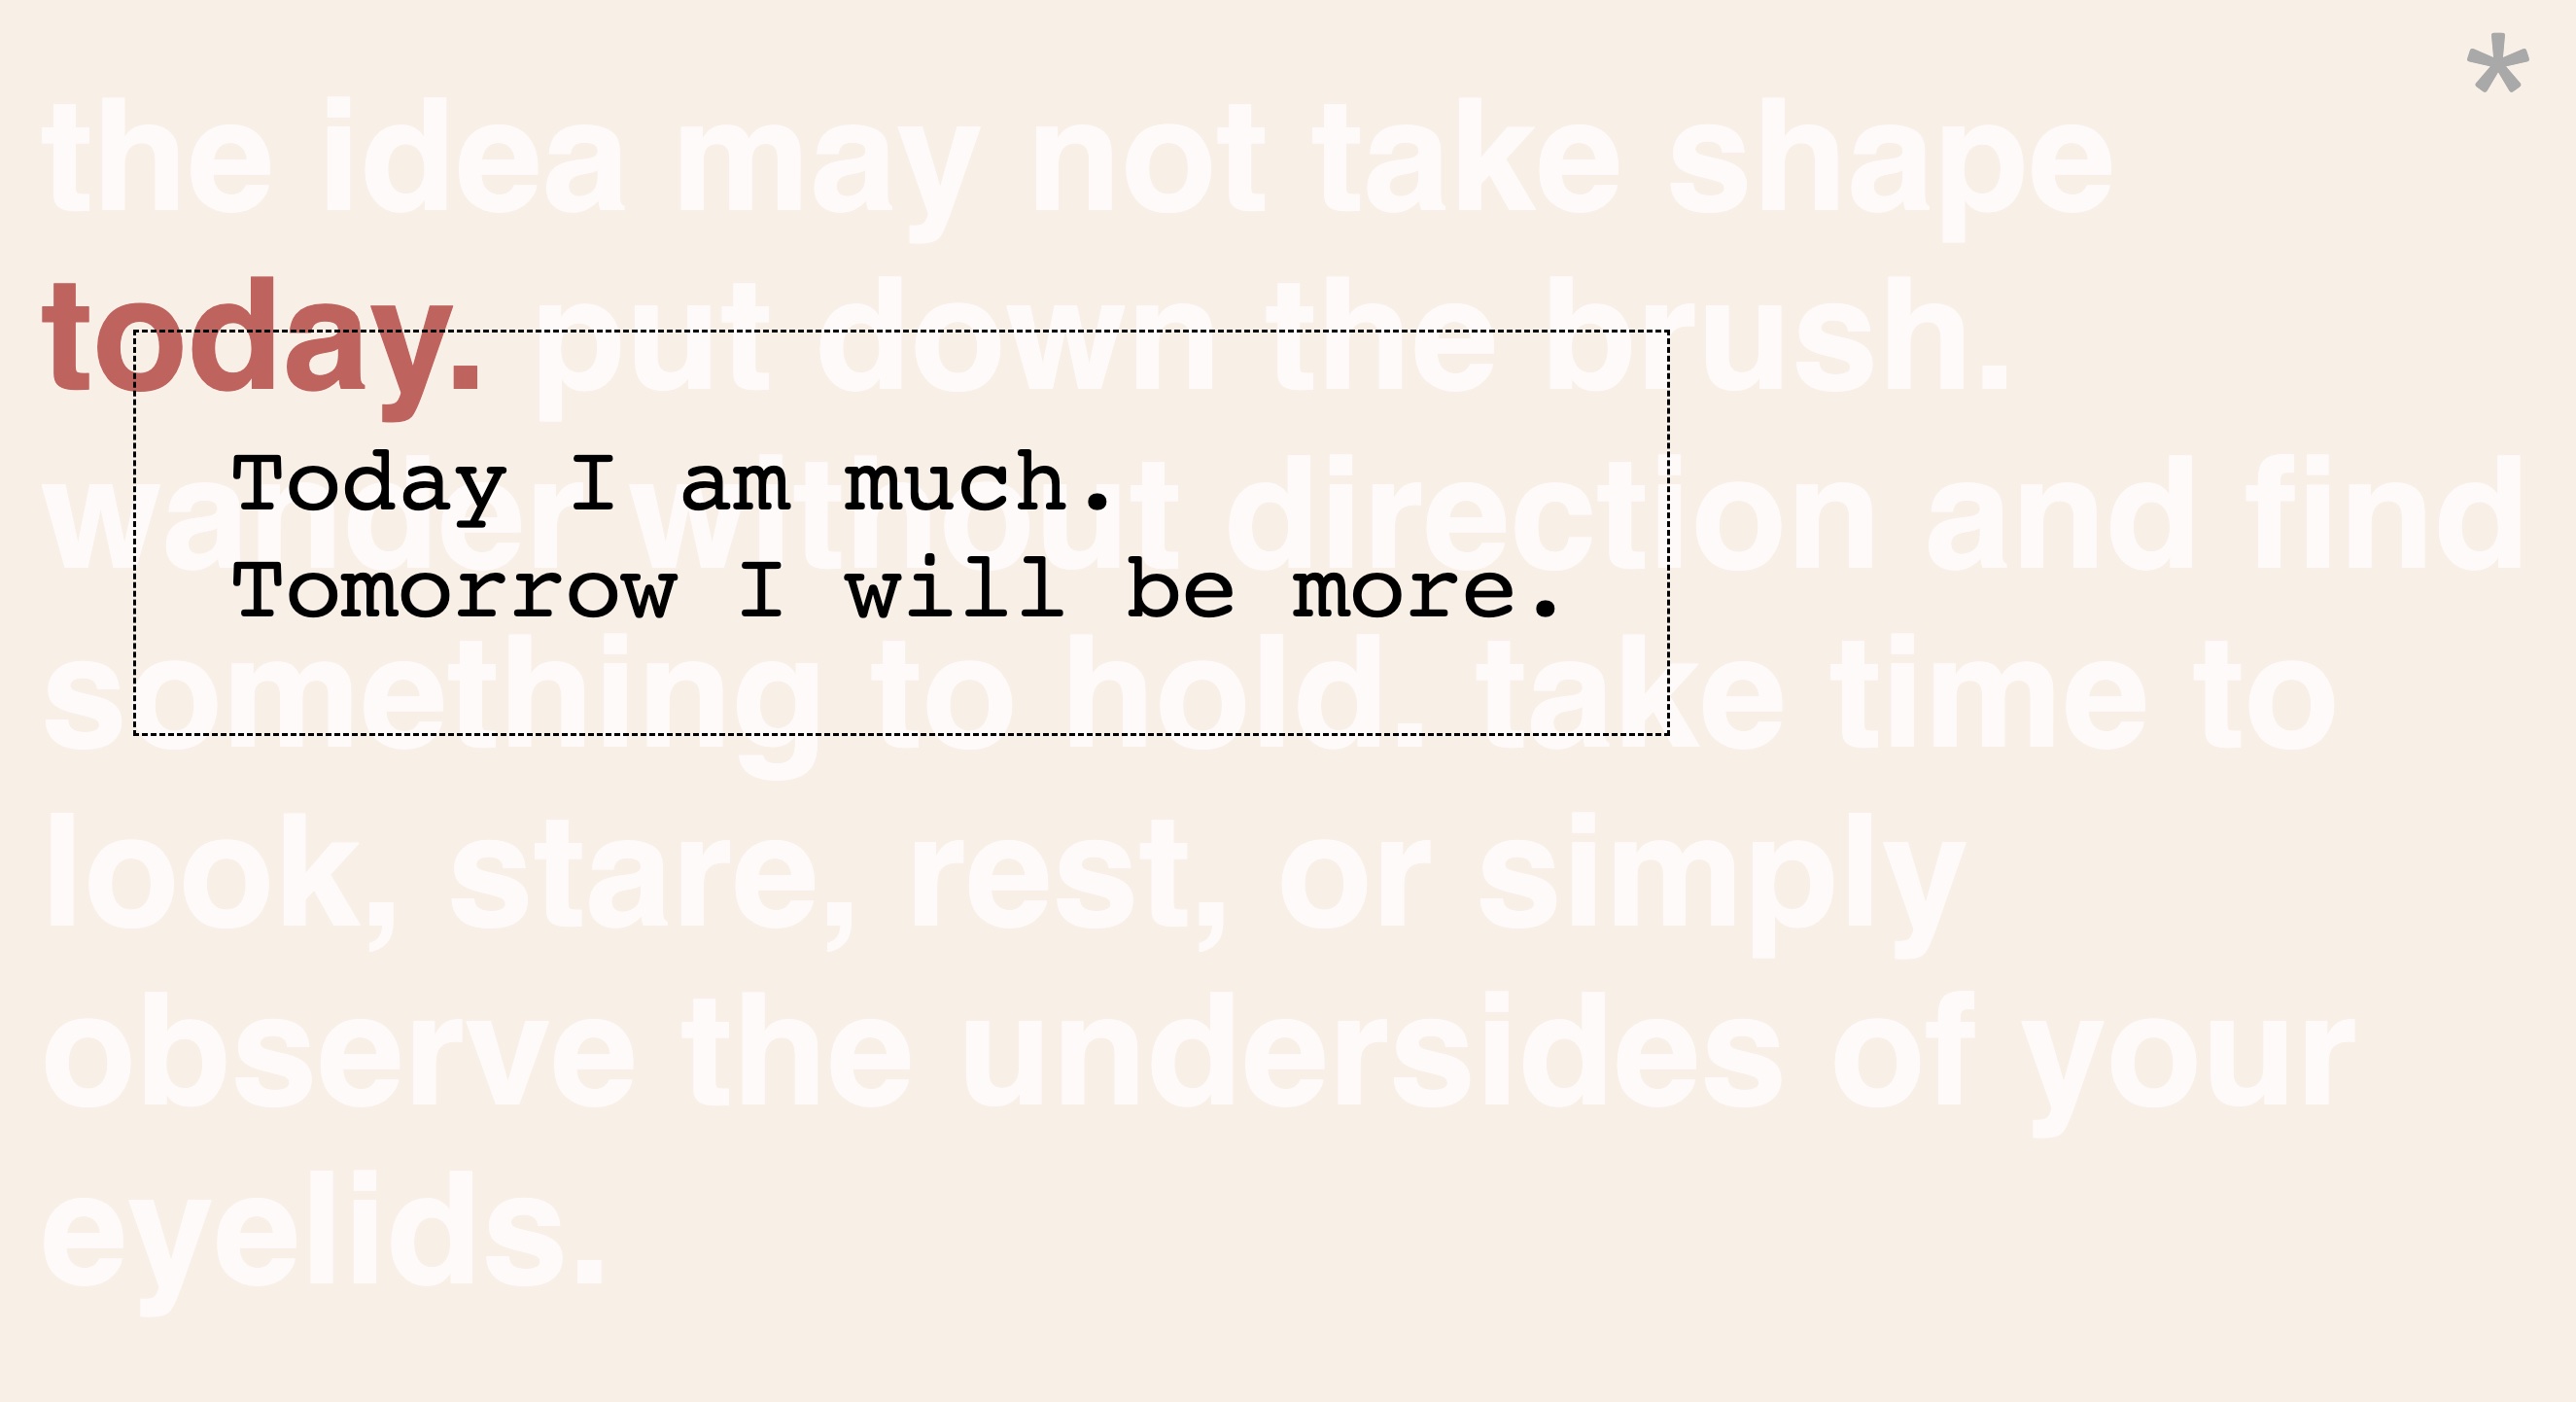 *
the idea may not take shape
today. put down the brush.
wander without direction and find
something to hold. take time to
look, stare, rest, or simply
observe the undersides of your
eyelids.
Today I am much.
Tomorrow I will be more.